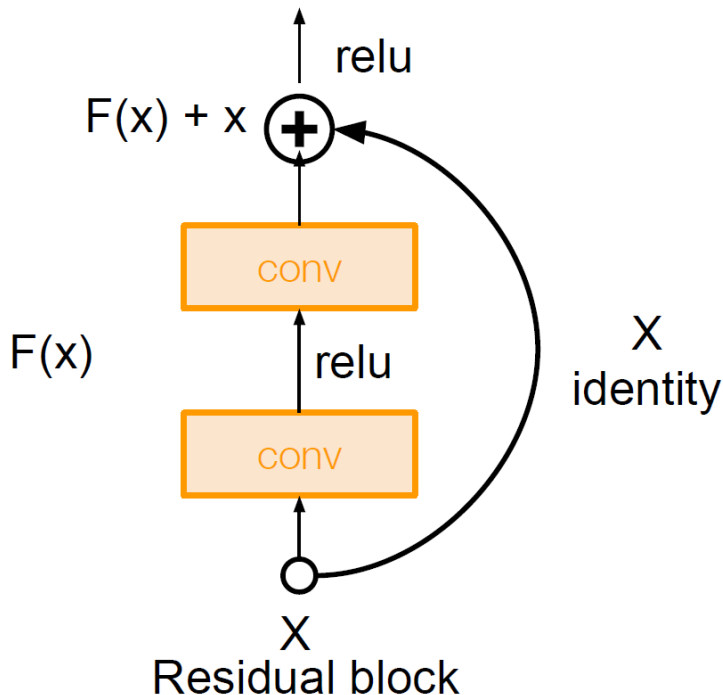 relu
F(x) + x
conv
F(x)
relu
X
identity
conv
X
Residual block